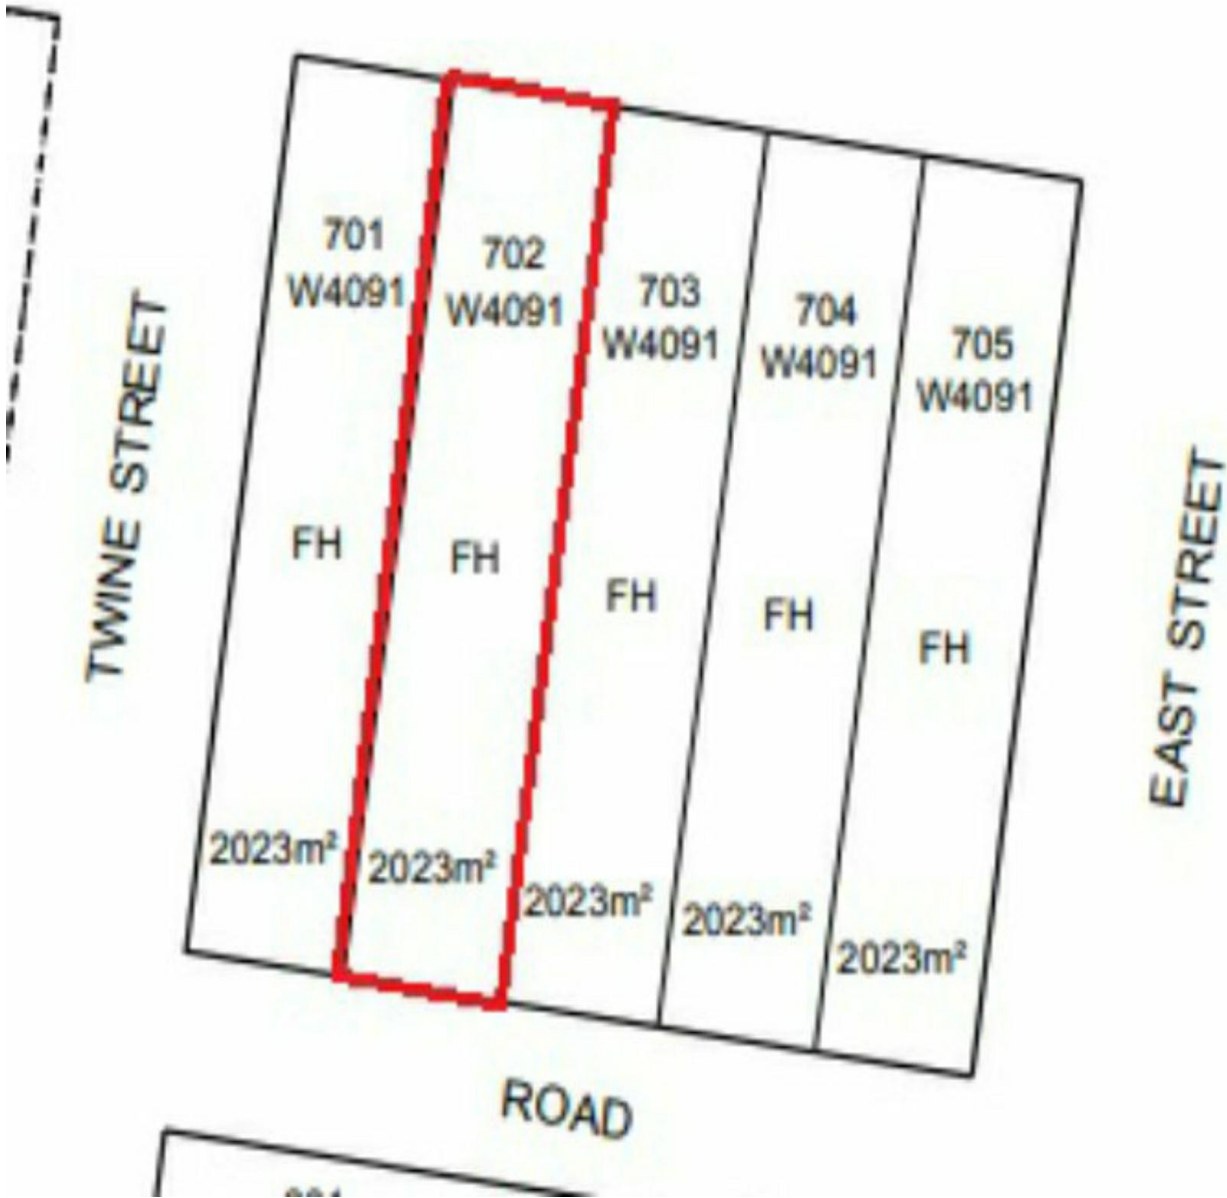 701
W4091
702
W4091
703
W4091
704
W4091
705
W4091
TWINE STREET
FH
FH
FH
FH
FH
EAST STREET
2023m²
2023m²
2023m²
2023m²
2023m²
ROAD